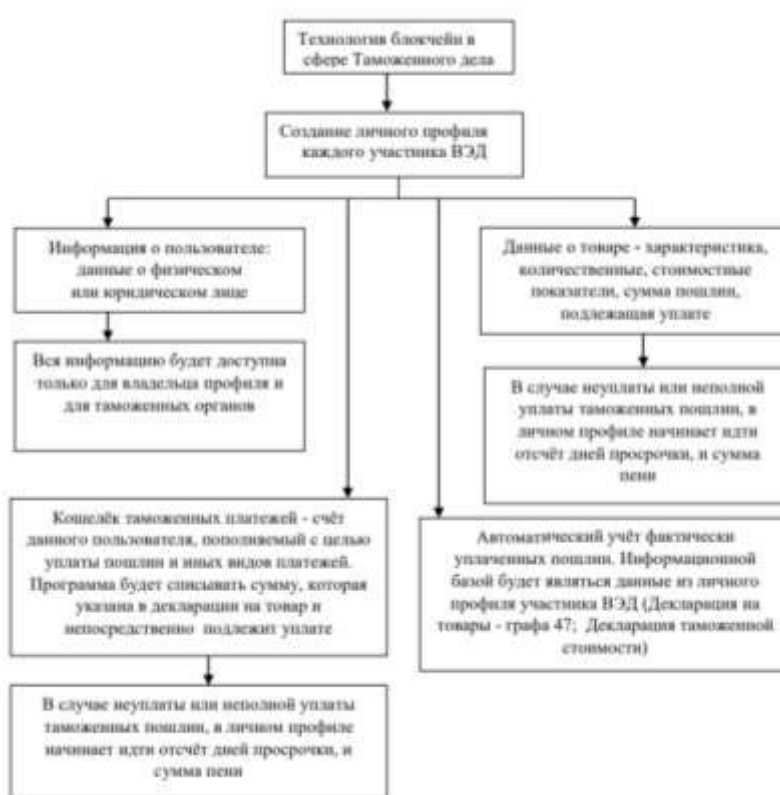 Технология блокчейн в
сфере Таможенного дела
Создание личного профиля
каждого участника ВЭД
Информация о пользователе:
данные о физическом
или юридическом лице
Данные о товаре - характеристика,
количественные, стоимостные
показатели, сумма пошлин,
подлежащая уплате
Вся информацию будет доступна
только для владельца профиля и
для таможенных органов
В случае неуплаты или неполной
уплаты таможенных пошлин, в
личном профиле начинает идти
отсчёт дней просрочки, и сумма
пени
Кошелёк таможенных платежей - счёт
данного пользователя, пополняемый с целью
уплаты пошлин и иных видов платежей.
Программа будет списывать сумму, которая
указана в декларации на товар и
непосредственно подлежит уплате
Автоматический учёт фактически
уплаченных пошлин. Информационной
базой будет являться данные из личного
профиля участника ВЭД (Декларация на
товары - графа 47; Декларация таможенной
стоимости)
В случае неуплаты или неполной уплаты
таможенных пошлин, в личном профиле
начинает идти отсчёт дней просрочки, и
сумма пени